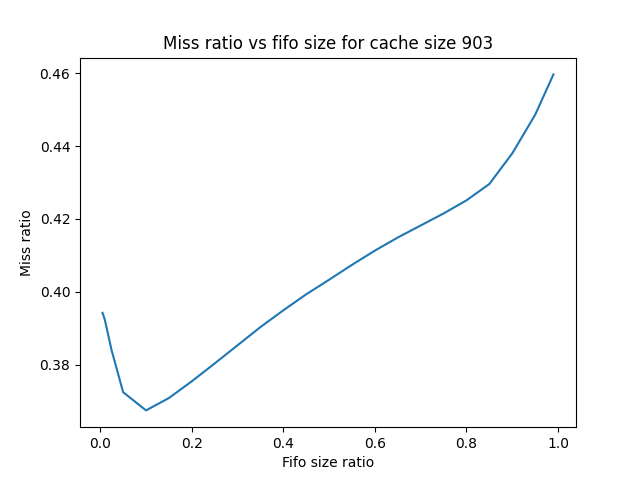 Miss ratio vs fifo size for cache size 903
0.46
0.44
0.42
0.40
0.38
Miss ratio
0.0 0.2 0.4 0.6 0.8 1.0
Fifo size ratio